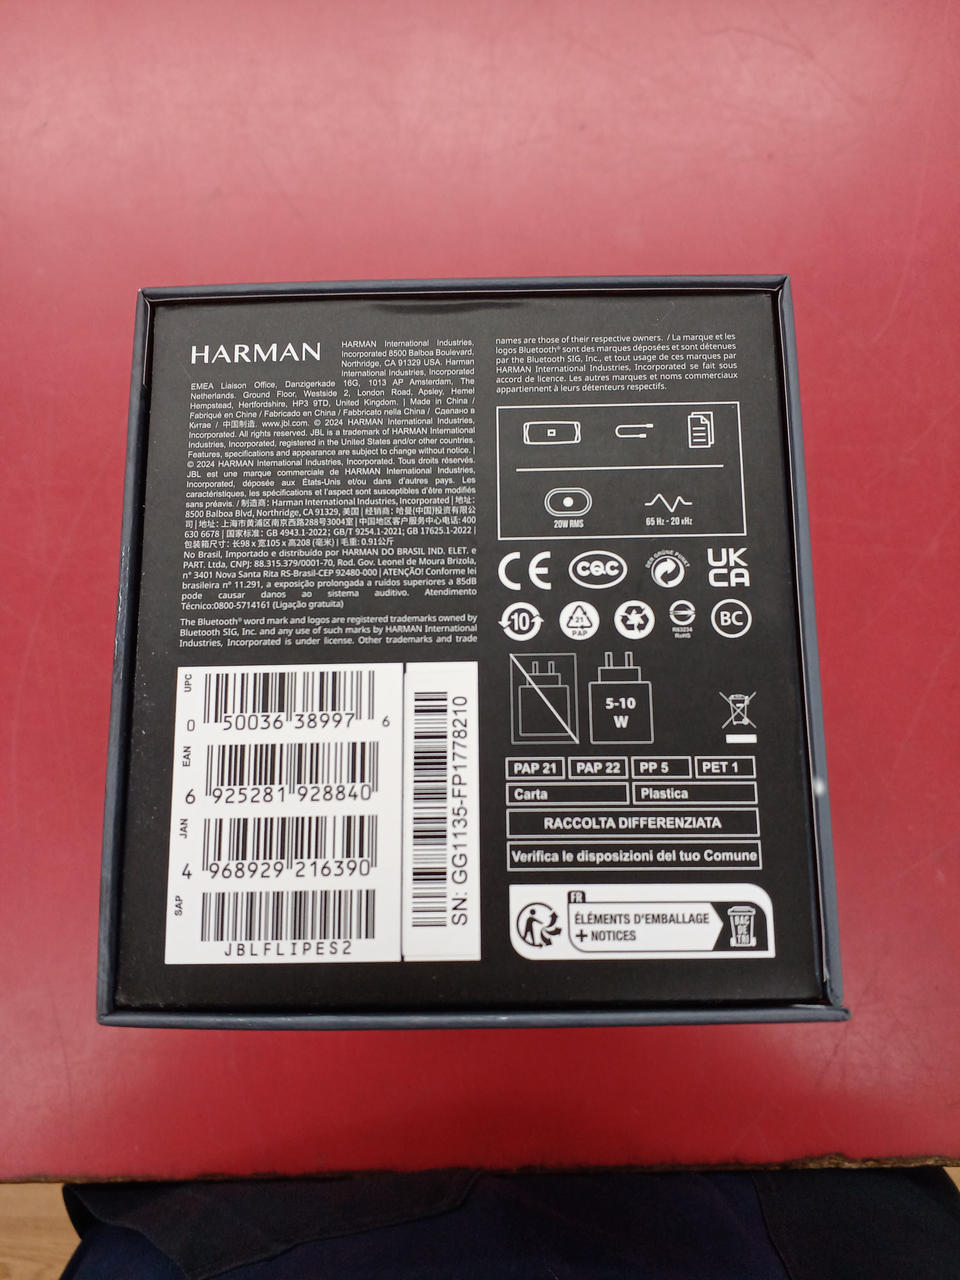 HARMAN
HARMAN International Industries,
Incorporated 8500 Balboa Boulevard,
Northridge, CA 91329 USA. Harman
International Industries, Incorporated
EMEA Liaison Office, Danzigerkade 16G, 1013 AP Amsterdam, The
Netherlands. Ground Floor, Westside 2, London Road, Apsley, Hemel
Hempstead, Hertfordshire, HP3 9TD, United Kingdom. | Made in China /
Fabriqué en Chine / Fabricado en China / Fabbricato nella China / Сделано в
Китае / 中国制造. www.jbl.com. © 2024 HARMAN International Industries,
Incorporated. All rights reserved. JBL is a trademark of HARMAN International
Industries, Incorporated, registered in the United States and/or other countries.
Features, specifications and appearance are subject to change without notice. |
© 2024 HARMAN International Industries, Incorporated. Tous droits réservés.
JBL est une marque commerciale de HARMAN International Industries,
Incorporated, déposée aux États-Unis et/ou dans d'autres pays. Les
caractéristiques, les spécifications et l'aspect sont susceptibles d'être modifiés
sans préavis. / 制造商: Harman International Industries, Incorporated | 地址:
8500 Balboa Blvd, Northridge, CA 91329, 美国 | 经销商: 哈曼(中国)投资有限公
司 | 地址: 上海市黄浦区南京西路288号3004室 | 中国地区客户服务中心电话: 400
630 6678 | 国家标准: GB 4943.1-2022; GB/T 9254.1-2021; GB 17625.1-2022 |
包装箱尺寸: 长98 x 宽105 x 高208 (毫米) | 毛重: 0.91公斤
No Brasil, Importado e distribuído por HARMAN DO BRASIL IND. ELET. e
PART. Ltda, CNPJ: 88.315.379/0001-70, Rod. Gov. Leonel de Moura Brizola,
n° 3401 Nova Santa Rita RS-Brasil-CEP 92480-000 | ATENÇÃO! Conforme lei
brasileira n° 11.291, a exposição prolongada a ruídos superiores a 85dB
pode causar danos ao sistema auditivo. Atendimento
Técnico:0800-5714161 (Ligação gratuita)
The Bluetooth® word mark and logos are registered trademarks owned by
Bluetooth SIG, Inc. and any use of such marks by HARMAN International
Industries, Incorporated is under license. Other trademarks and trade
names are those of their respective owners. / La marque et les
logos Bluetooth® sont des marques déposées et sont détenues
par the Bluetooth SIG, Inc., et tout usage de ces marques par
HARMAN International Industries, Incorporated se fait sous
accord de licence. Les autres marques et noms commerciaux
appartiennent à leurs détenteurs respectifs.
20W RMS
65 Hz - 20 kHz
CE
CQC
DER GRÜNE PUNKT
UK
CA
10
21
PAP
R63234
RoHS
BC
5-10
W
PAP 21
PAP 22
PP 5
PET 1
Carta
Plastica
RACCOLTA DIFFERENZIATA
Verifica le disposizioni del tuo Comune
FR
ÉLÉMENTS D'EMBALLAGE
+ NOTICES
BAC
DE
TRI
UPC
0 50036 38997 6
EAN
6 925281 928840
JAN
4 968929 216390
SAP
JBLFLIPES2
SN: GG1135-FP1778210